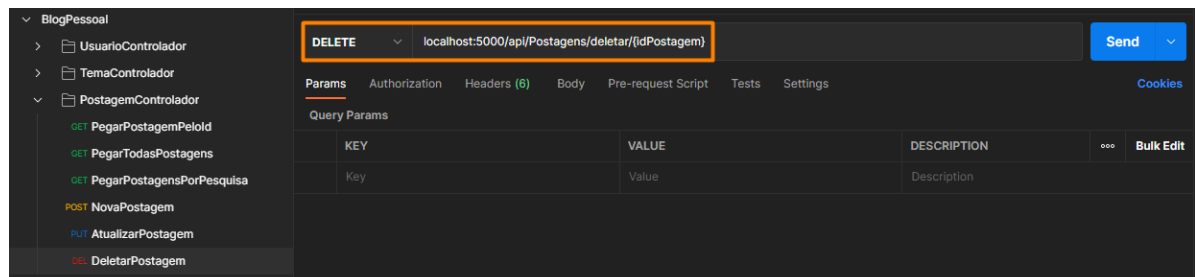 BlogPessoal
UsuarioControlador
TemaControlador
PostagemControlador
GET PegarPostagemPeloId
GET PegarTodasPostagens
GET PegarPostagensPorPesquisa
POST NovaPostagem
PUT AtualizarPostagem
DEL DeletarPostagem
DELETE localhost:5000/api/Postagens/deletar/{idPostagem} Send
Params Authorization Headers (6) Body Pre-request Script Tests Settings Cookies
Query Params
KEY VALUE DESCRIPTION ooo Bulk Edit
Key Value Description